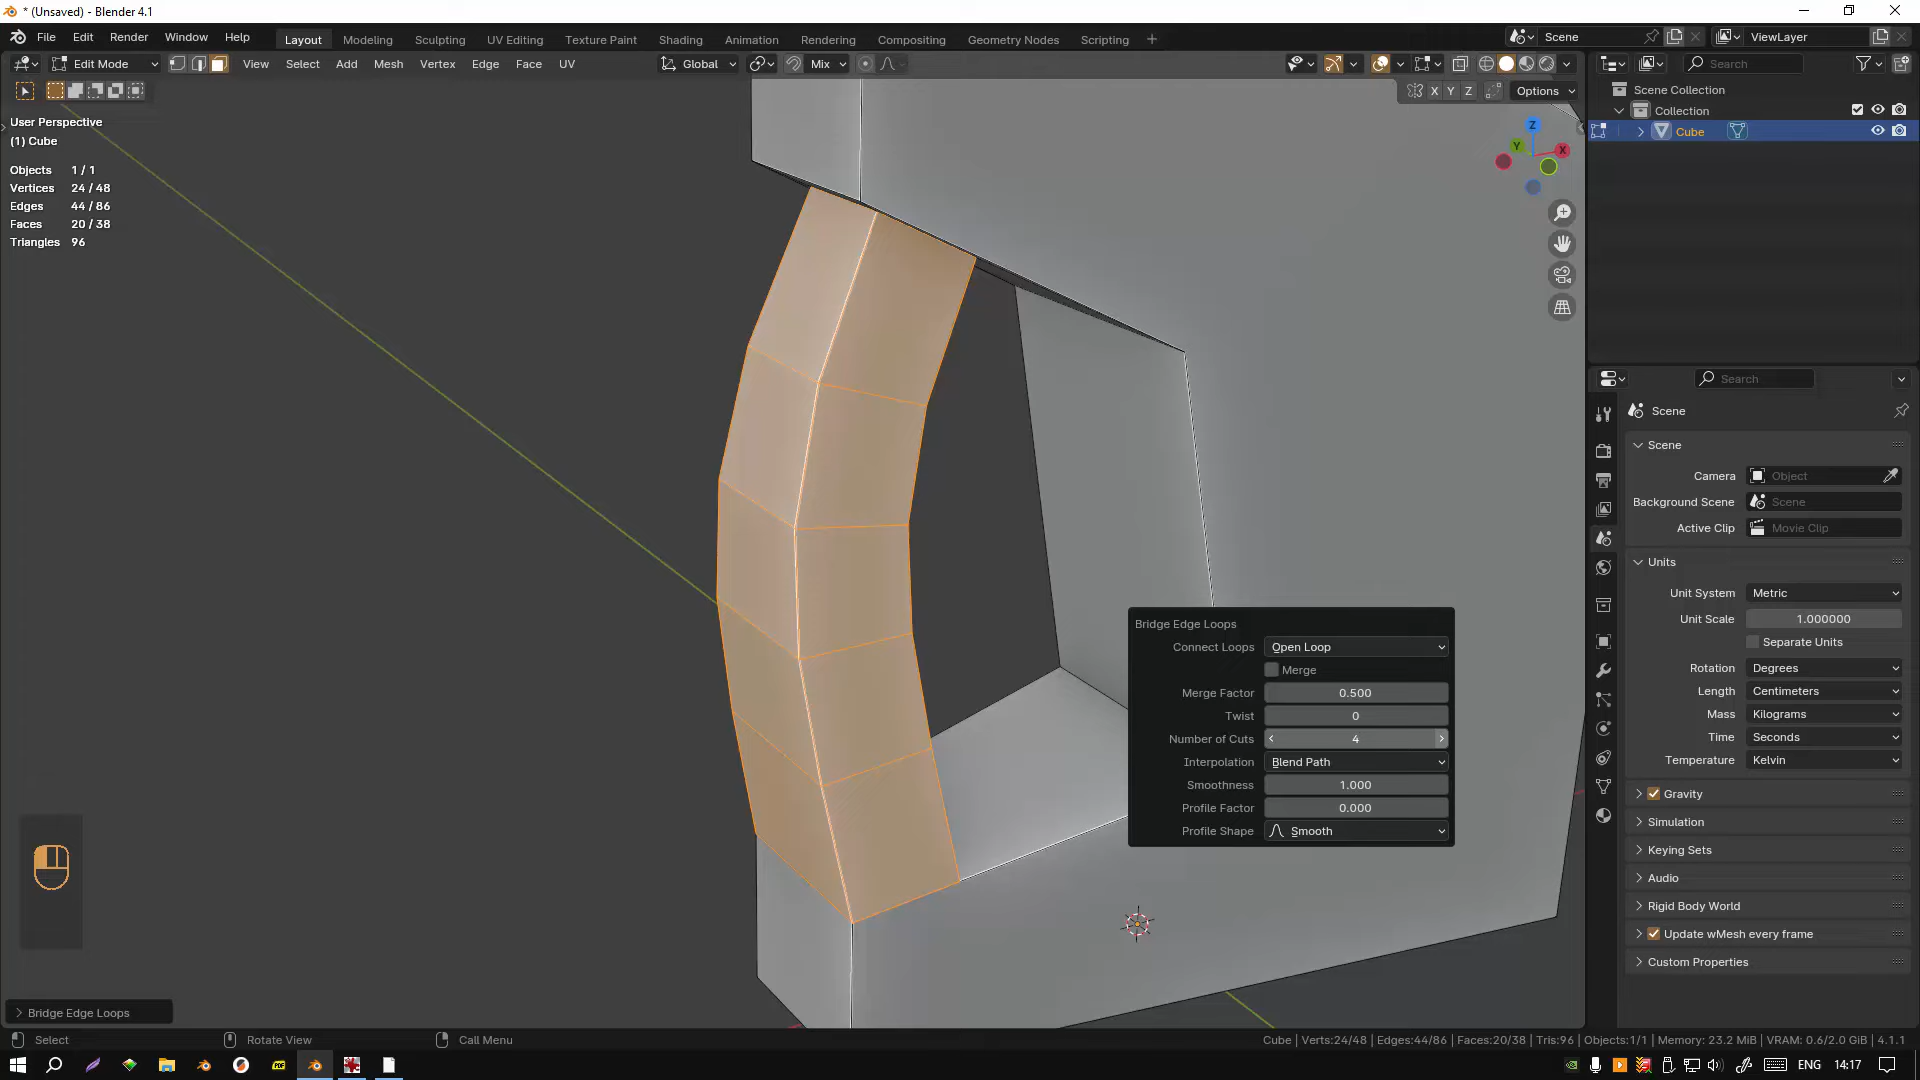 * (Unsaved) - Blender 4.1
File Edit Render Window Help
Layout Modeling Sculpting UV Editing Texture Paint Shading Animation Rendering Compositing Geometry Nodes Scripting
Scene
ViewLayer
Edit Mode
View Select Add Mesh Vertex Edge Face UV
Global
Mix
Search
X Y Z
Options
Scene Collection
Collection
Cube
User Perspective
(1) Cube
Objects 1 / 1
Vertices 24 / 48
Edges 44 / 86
Faces 20 / 38
Triangles 96
Z
Y
X
Search
Scene
Scene
Camera Object
Background Scene Scene
Active Clip Movie Clip
Units
Unit System Metric
Unit Scale 1.000000
Separate Units
Rotation Degrees
Length Centimeters
Mass Kilograms
Time Seconds
Temperature Kelvin
Gravity
Simulation
Keying Sets
Audio
Rigid Body World
Update wMesh every frame
Custom Properties
Bridge Edge Loops
Connect Loops Open Loop
Merge
Merge Factor 0.500
Twist 0
Number of Cuts 4
Interpolation Blend Path
Smoothness 1.000
Profile Factor 0.000
Profile Shape Smooth
Bridge Edge Loops
Select
Rotate View
Call Menu
Cube | Verts:24/48 | Edges:44/86 | Faces:20/38 | Tris:96 | Objects:1/1 | Memory: 23.2 MiB | VRAM: 0.6/2.0 GiB | 4.1.1
ENG
14:17